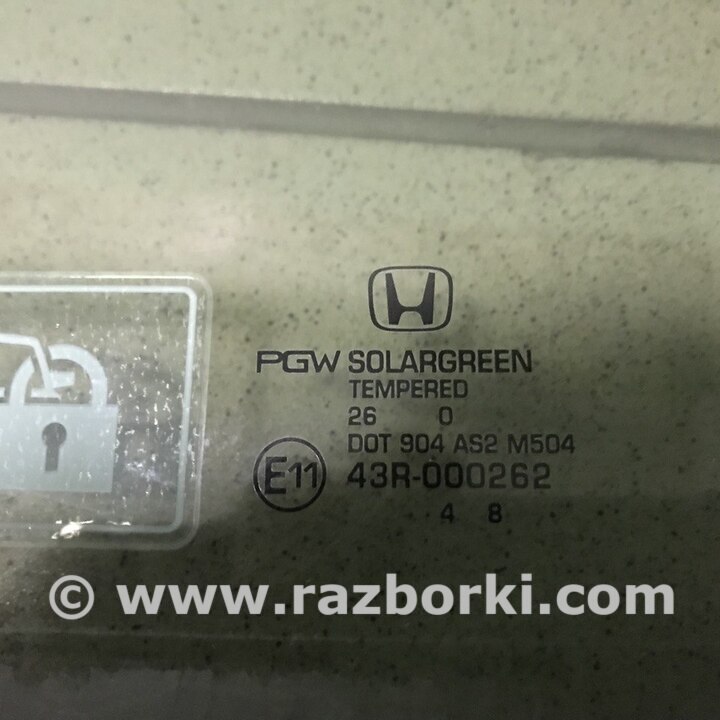 PGW SOLARGREEN
TEMPERED
26 0
DOT 904 AS2 M504
E11 43R-000262
4 8
© www.razborki.com